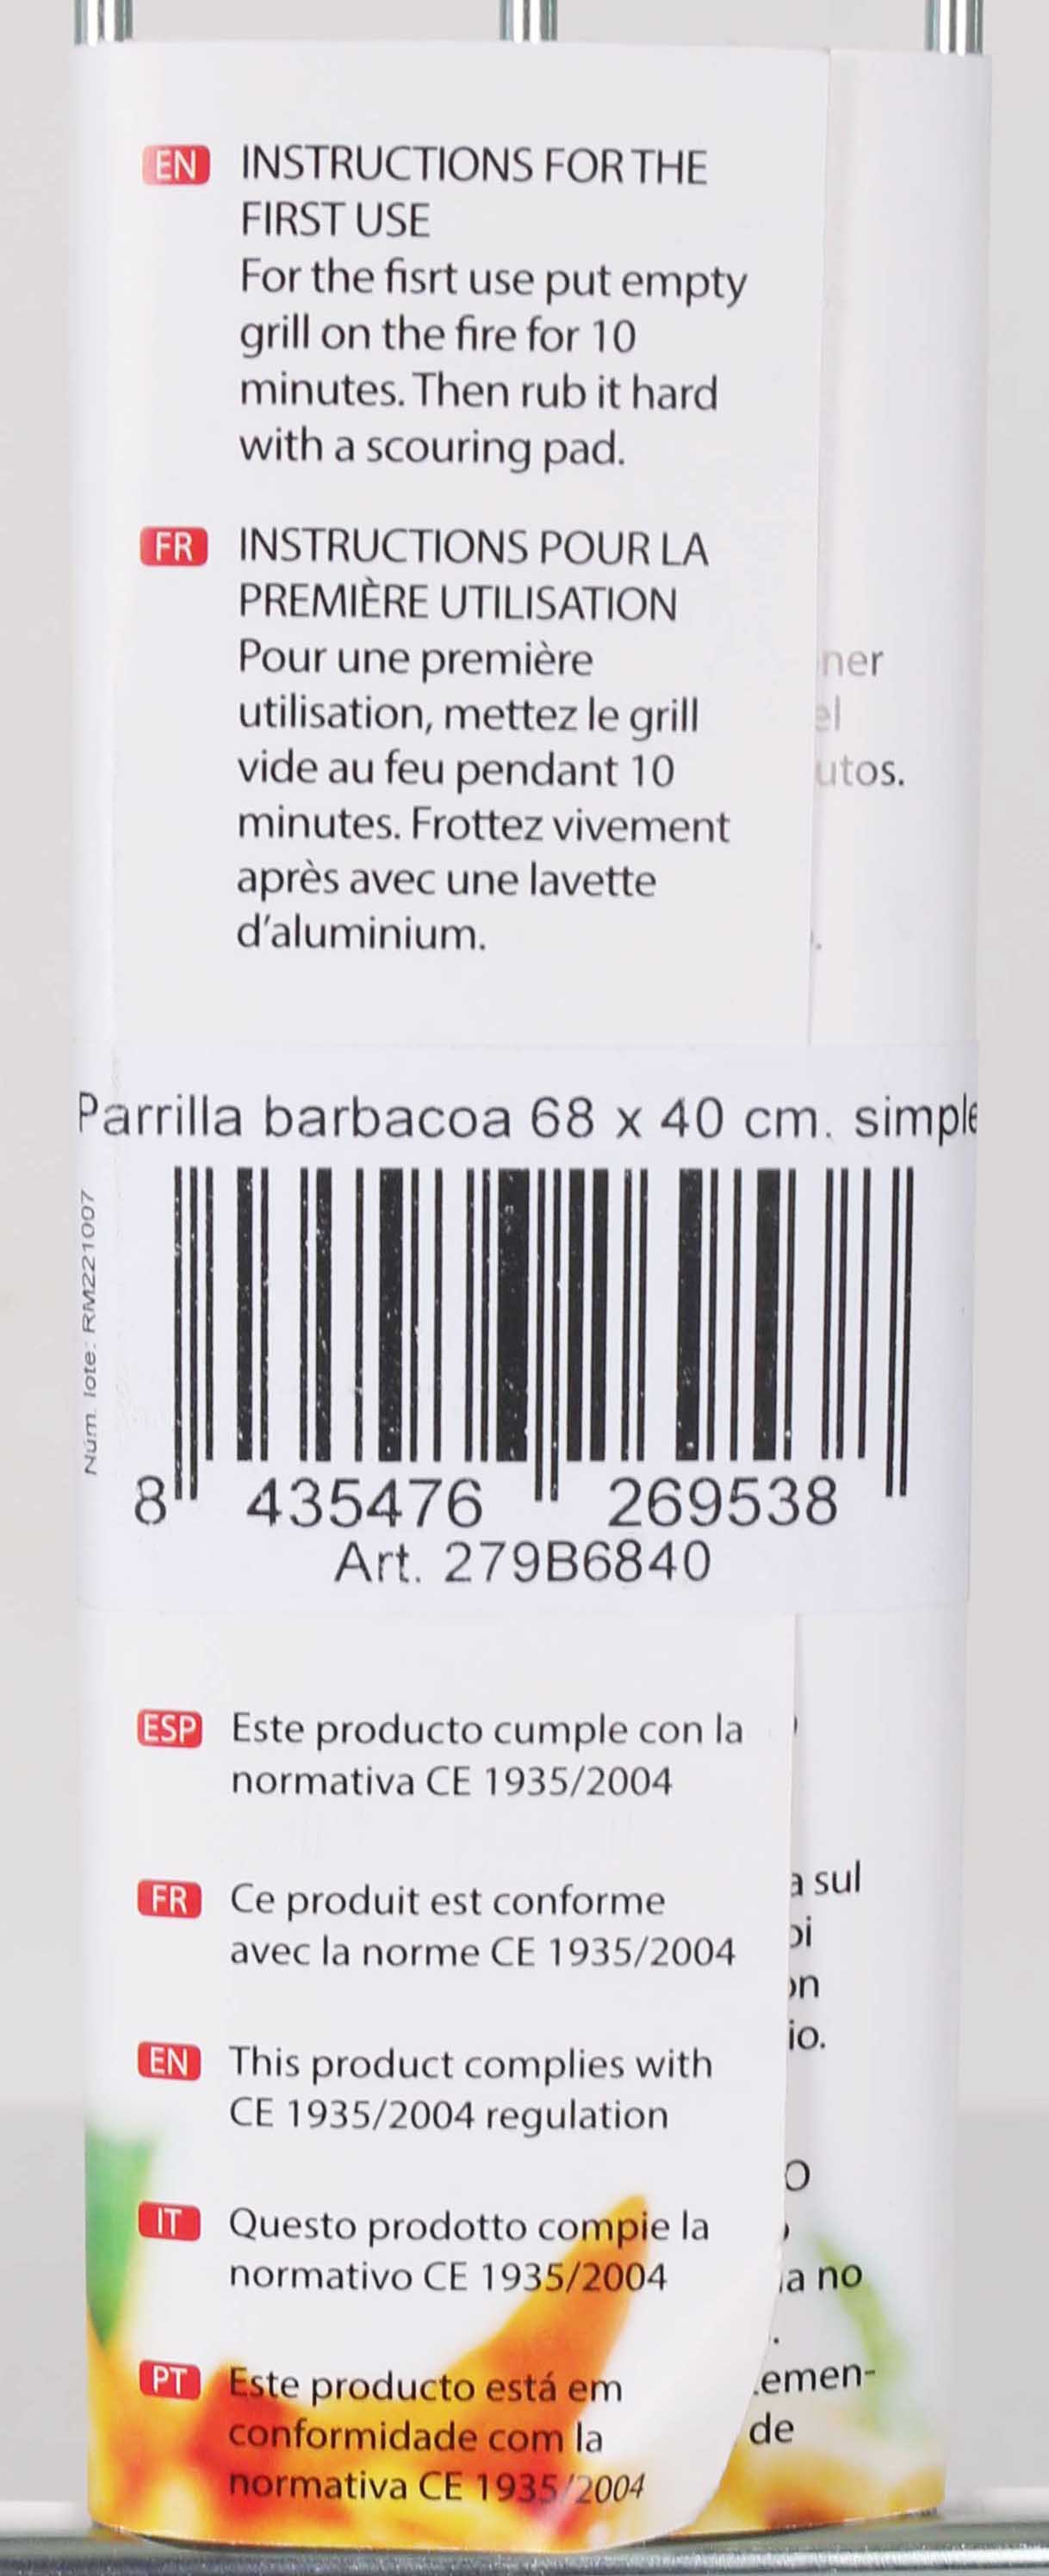 EN INSTRUCTIONS FOR THE
FIRST USE
For the fisrt use put empty
grill on the fire for 10
minutes. Then rub it hard
with a scouring pad.
FR INSTRUCTIONS POUR LA
PREMIÈRE UTILISATION
Pour une première
utilisation, mettez le grill
vide au feu pendant 10
minutes. Frottez vivement
après avec une lavette
d'aluminium.
ner
el
utos.
Parrilla barbacoa 68 x 40 cm. simple
Núm. lote: RM221007
8 435476 269538
Art. 279B6840
ESP Este producto cumple con la
normativa CE 1935/2004
FR Ce produit est conforme
avec la norme CE 1935/2004
EN This product complies with
CE 1935/2004 regulation
IT Questo prodotto compie la
normativo CE 1935/2004
PT Este producto está em
conformidade com la
normativa CE 1935/2004
a sul
oi
on
io.
O
a no
emen-
de